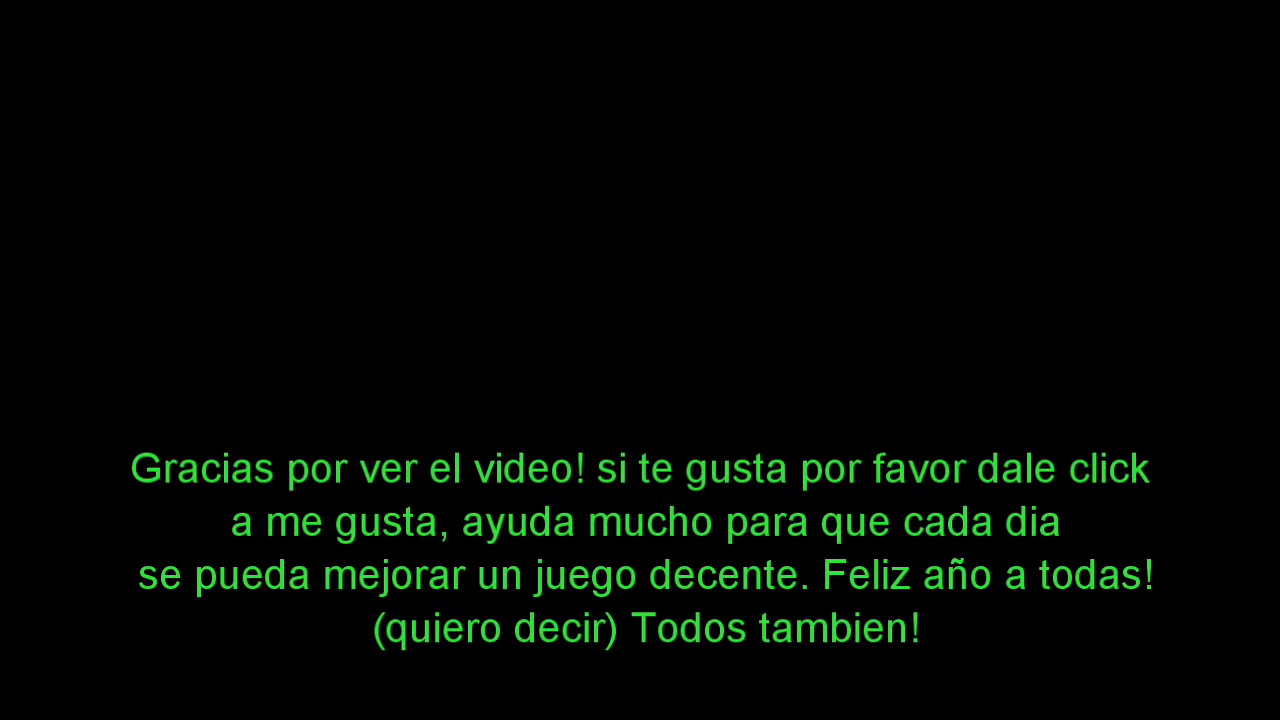 Gracias por ver el video! si te gusta por favor dale click
a me gusta, ayuda mucho para que cada dia
se pueda mejorar un juego decente. Feliz año a todas!
(quiero decir) Todos tambien!